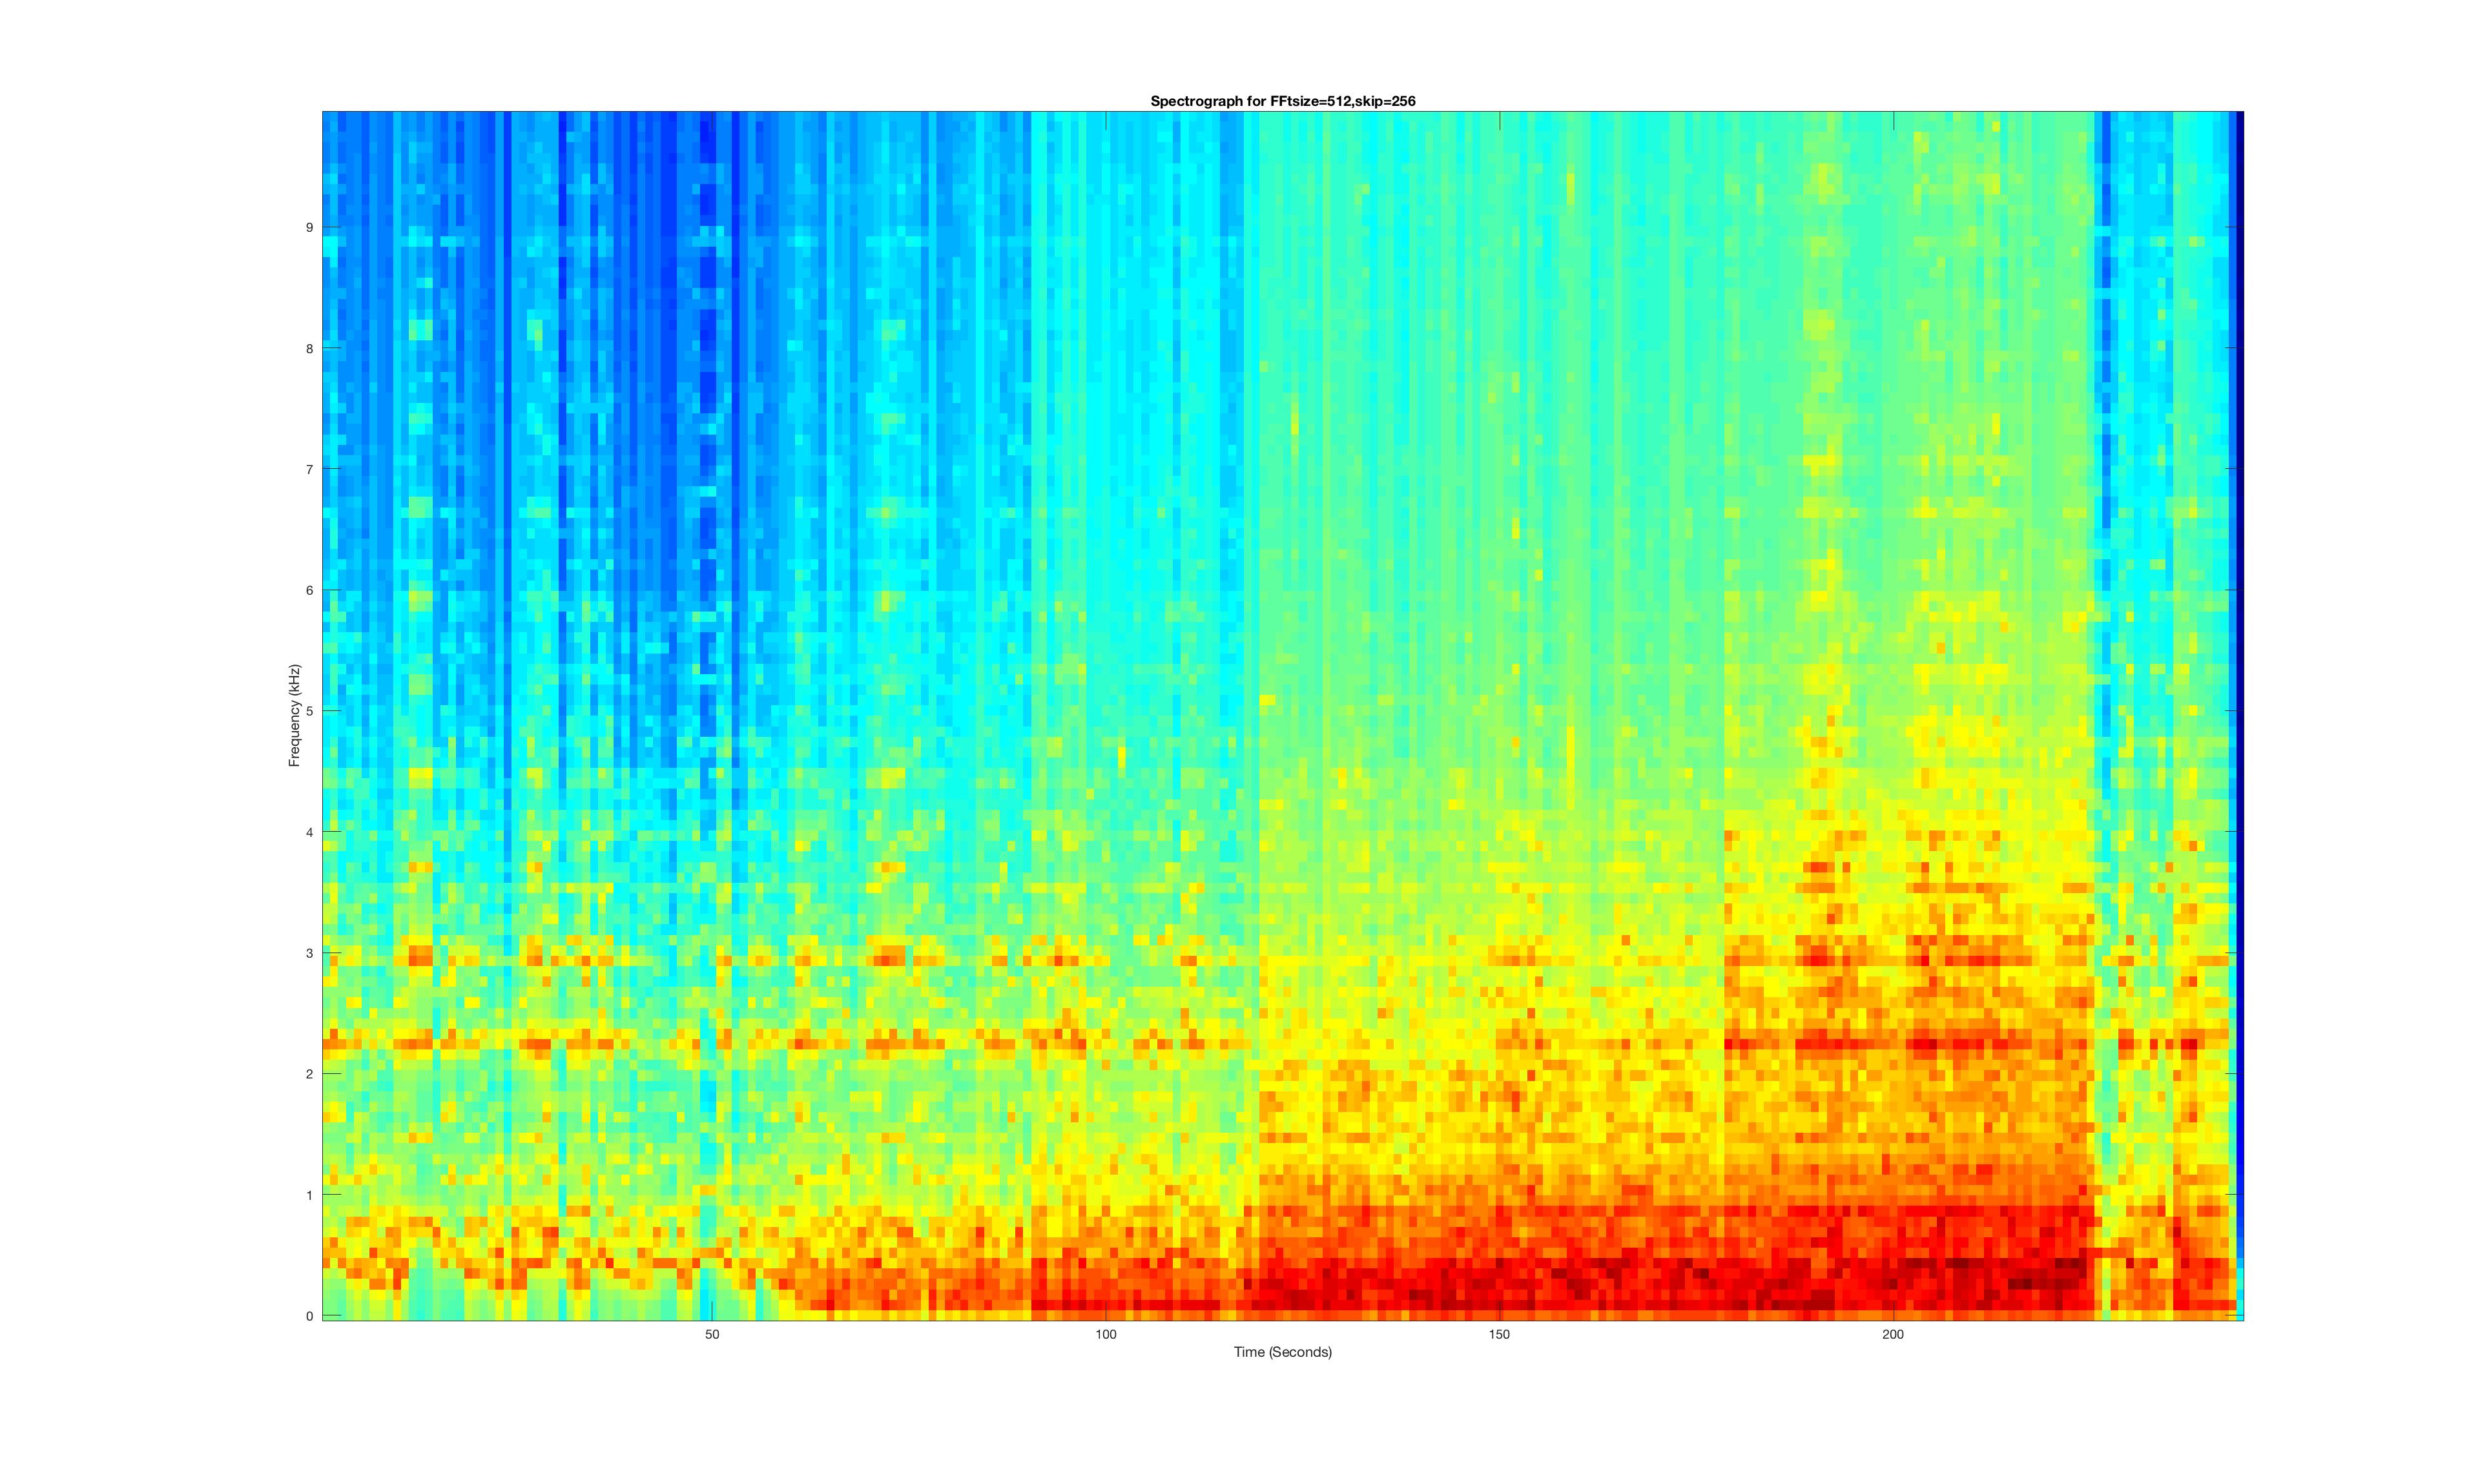 Spectrograph for FFtsize=512,skip=256
9
8
7
6
5
4
3
2
1
0
Frequency (kHz)
50 100 150 200
Time (Seconds)